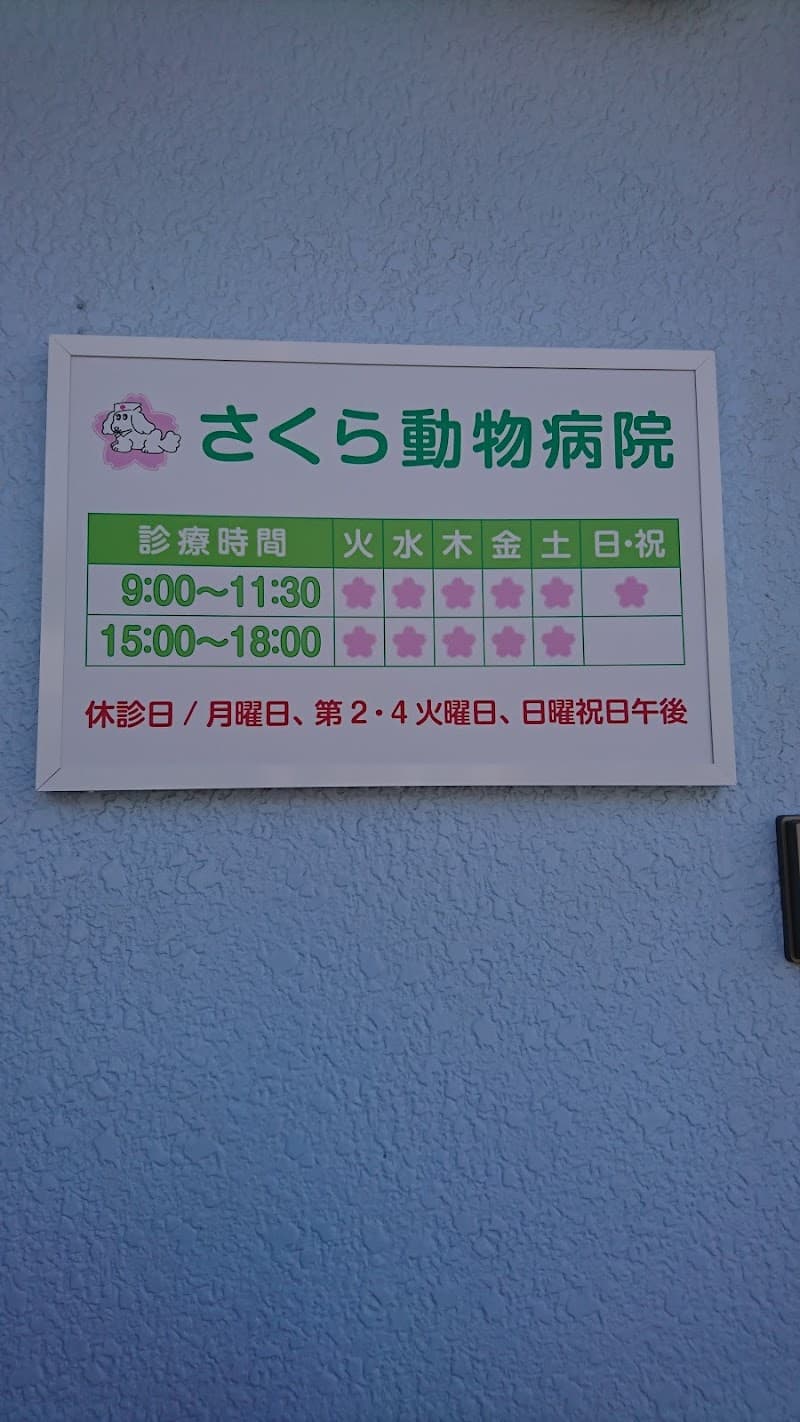 さくら動物病院
診療時間 火 水 木 金 土 日・祝
9:00〜11:30
15:00〜18:00
休診日/月曜日、第2・4火曜日、日曜祝日午後